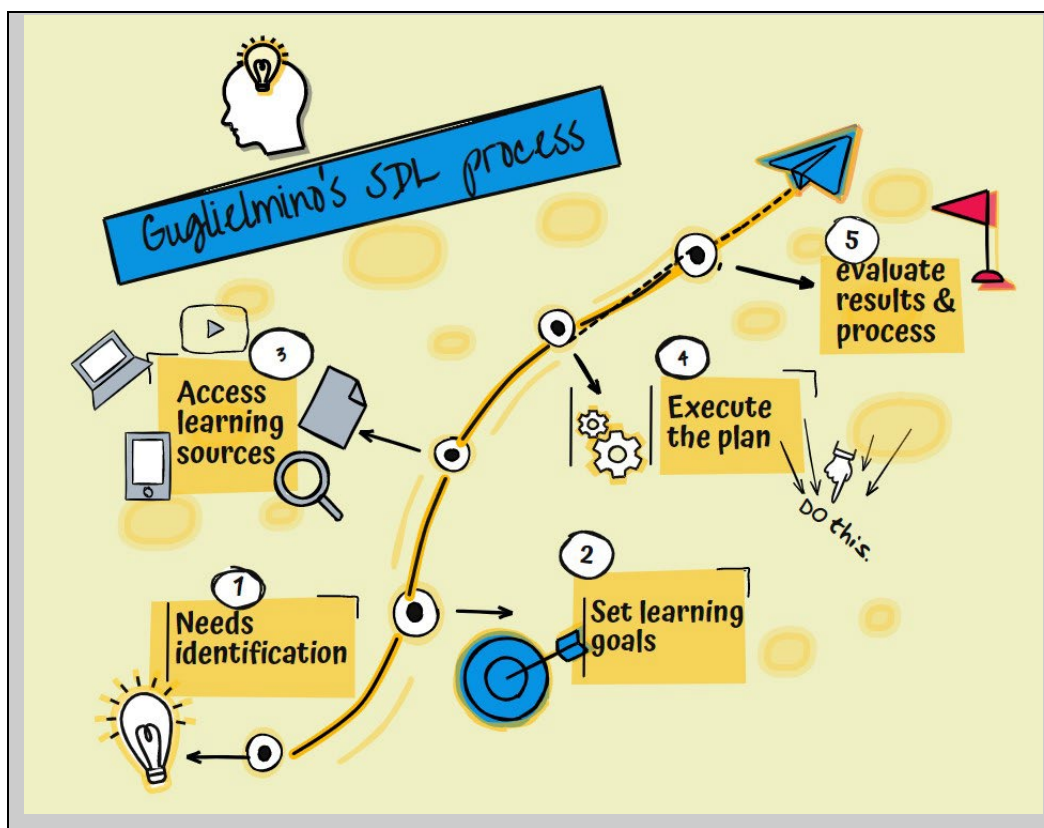 Guglielmino's SDL process
1
Needs
identification
2
Set learning
goals
3
Access
learning
sources
4
Execute
the plan
DO this.
5
evaluate
results &
process